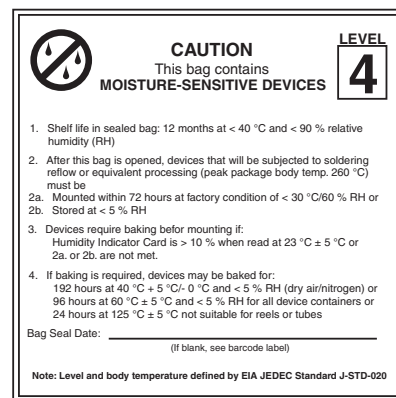 LEVEL
4
CAUTION
This bag contains
MOISTURE-SENSITIVE DEVICES
1. Shelf life in sealed bag: 12 months at < 40 °C and < 90 % relative
humidity (RH)
2. After this bag is opened, devices that will be subjected to soldering
reflow or equivalent processing (peak package body temp. 260 °C)
must be
2a. Mounted within 72 hours at factory condition of < 30 °C/60 % RH or
2b. Stored at < 5 % RH
3. Devices require baking befor mounting if:
Humidity Indicator Card is > 10 % when read at 23 °C ± 5 °C or
2a. or 2b. are not met.
4. If baking is required, devices may be baked for:
192 hours at 40 °C + 5 °C/- 0 °C and < 5 % RH (dry air/nitrogen) or
96 hours at 60 °C ± 5 °C and < 5 % RH for all device containers or
24 hours at 125 °C ± 5 °C not suitable for reels or tubes
Bag Seal Date:
(If blank, see barcode label)
Note: Level and body temperature defined by EIA JEDEC Standard J-STD-020